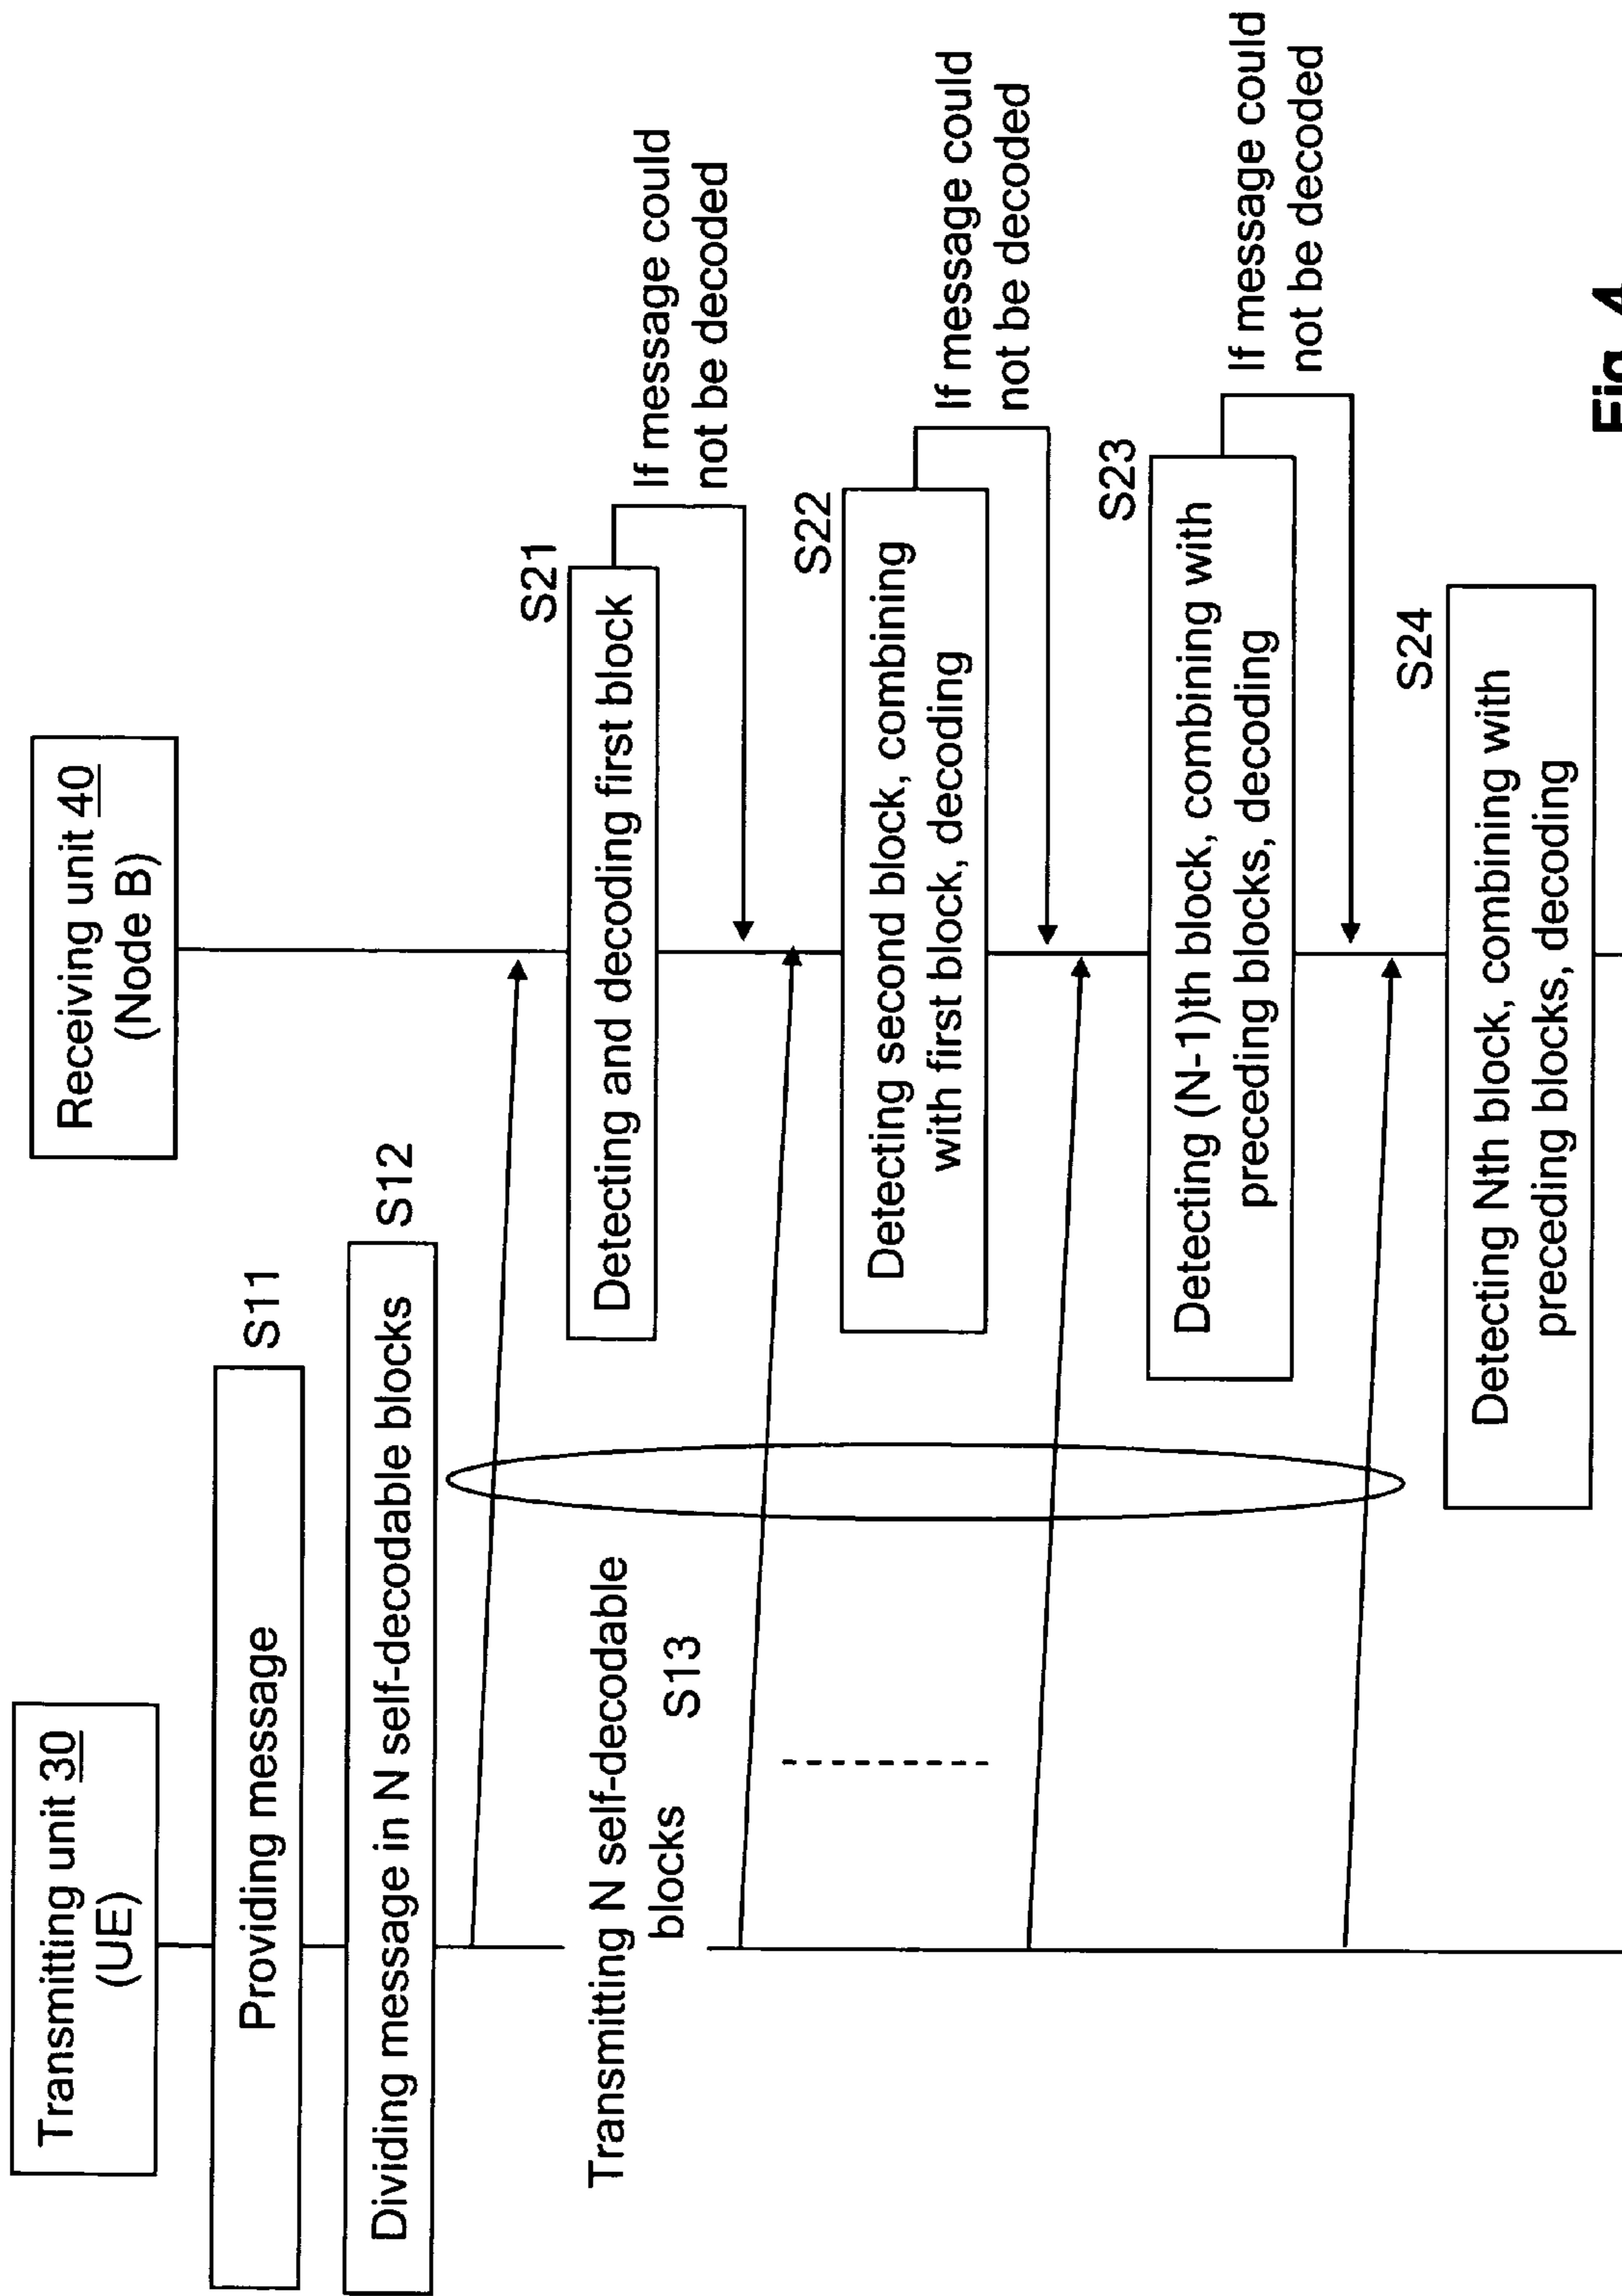 Transmitting unit 30
(UE)
Receiving unit 40
(Node B)
Providing message
S11
Dividing message in N self-decodable blocks
S12
Transmitting N self-decodable
blocks
S13
S21
Detecting and decoding first block
If message could
not be decoded
S22
Detecting second block, combining
with first block, decoding
If message could
not be decoded
S23
Detecting (N-1)th block, combining with
preceding blocks, decoding
If message could
not be decoded
S24
Detecting Nth block, combining with
preceding blocks, decoding
Fig. 4